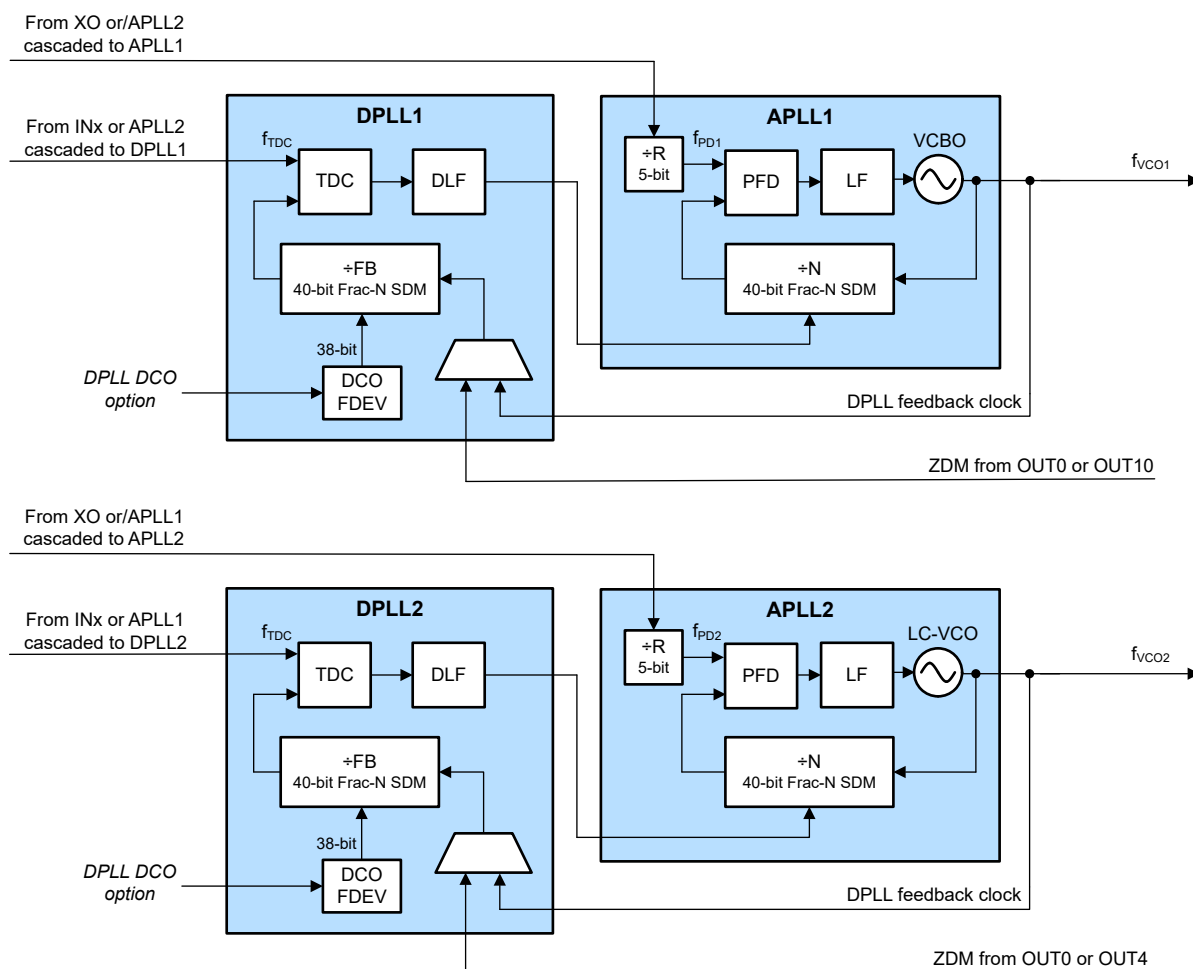 From XO or/APLL2
cascaded to APLL1
DPLL1
APLL1
From INx or APLL2
cascaded to DPLL1
fTDC
TDC
DLF
÷R
5-bit
fPD1
PFD
LF
VCBO
fVCO1
÷FB
40-bit Frac-N SDM
÷N
40-bit Frac-N SDM
38-bit
DPLL DCO
option
DCO
FDEV
DPLL feedback clock
ZDM from OUT0 or OUT10
From XO or/APLL1
cascaded to APLL2
DPLL2
APLL2
From INx or APLL1
cascaded to DPLL2
fTDC
TDC
DLF
÷R
5-bit
fPD2
PFD
LF
LC-VCO
fVCO2
÷FB
40-bit Frac-N SDM
÷N
40-bit Frac-N SDM
38-bit
DPLL DCO
option
DCO
FDEV
DPLL feedback clock
ZDM from OUT0 or OUT4